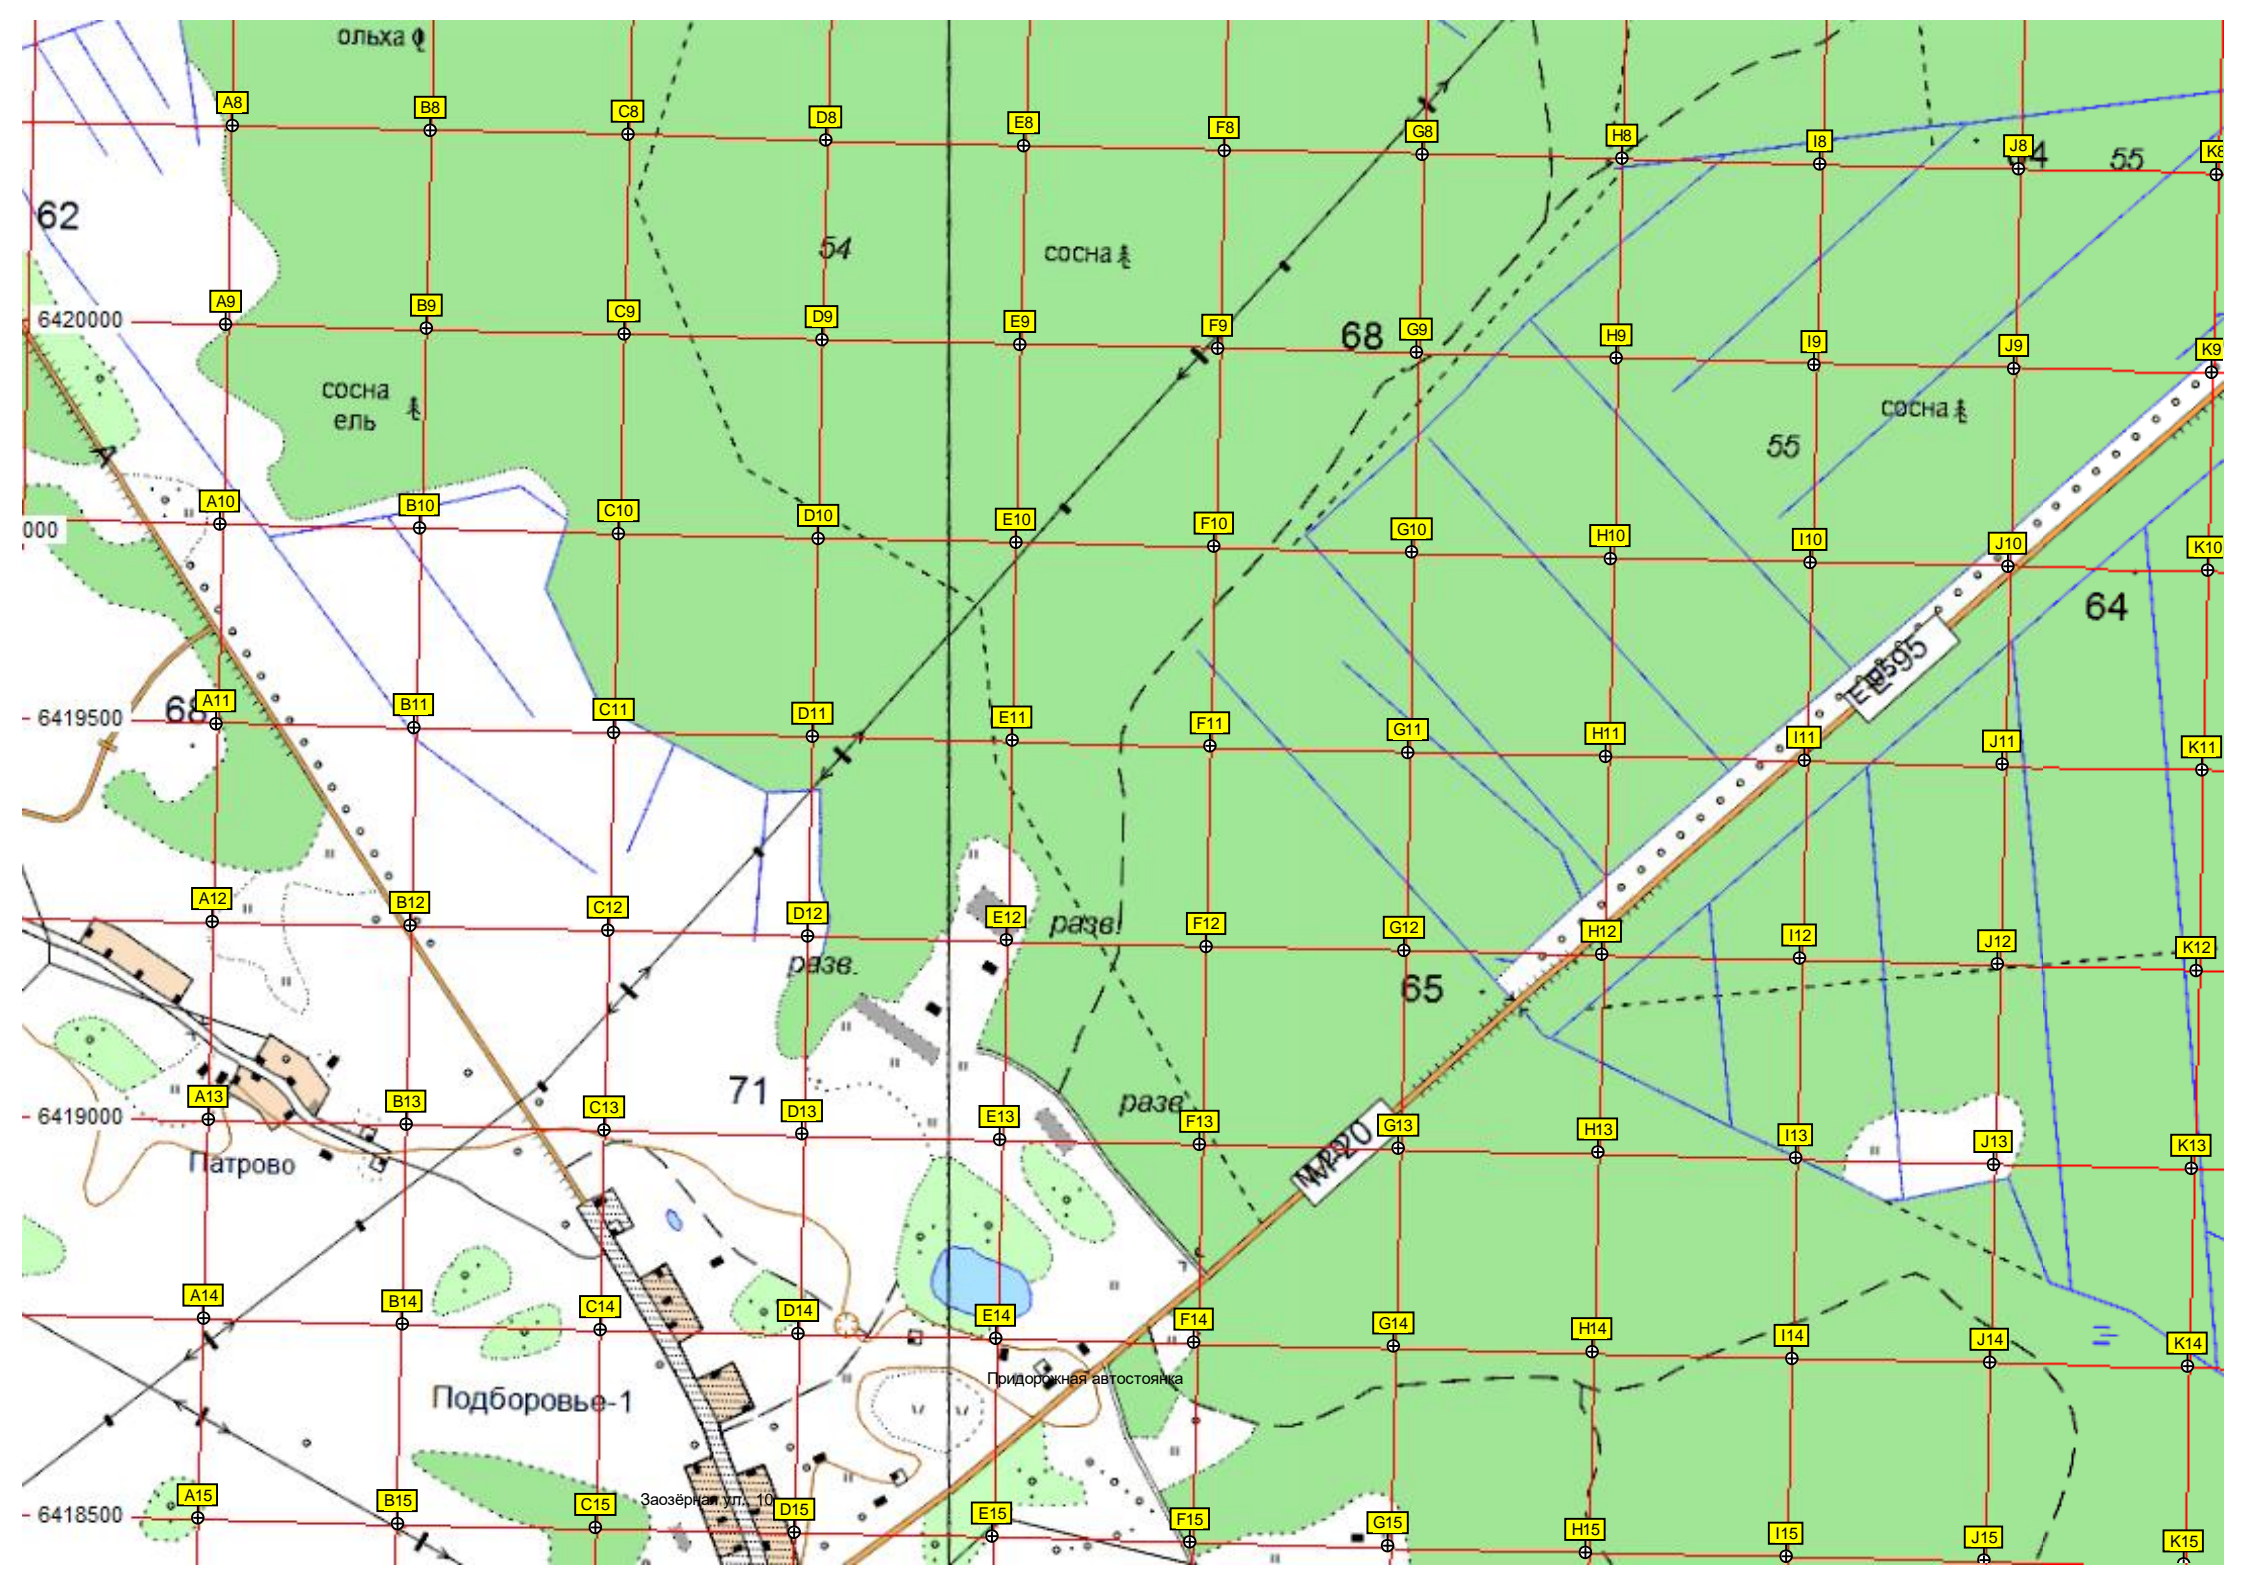 ольха
A8 B8 C8 D8 E8 F8 G8 H8 I8 J8 K8
55
62
54
сосна
A9 B9 C9 D9 E9 F9 G9 H9 I9 J9 K9
6420000
68
сосна
ель
сосна
55
A10 B10 C10 D10 E10 F10 G10 H10 I10 J10 K10
000
64
A11 B11 C11 D11 E11 F11 G11 H11 I11 J11 K11
6419500
68
A12 B12 C12 D12 E12 F12 G12 H12 I12 J12 K12
разв.
разв.
65
71
разв
A13 B13 C13 D13 E13 F13 G13 H13 I13 J13 K13
6419000
Патрово
A14 B14 C14 D14 E14 F14 G14 H14 I14 J14 K14
Придорожная автостоянка
Подборовье-1
Заозёрная ул., 10
A15 B15 C15 D15 E15 F15 G15 H15 I15 J15 K15
6418500